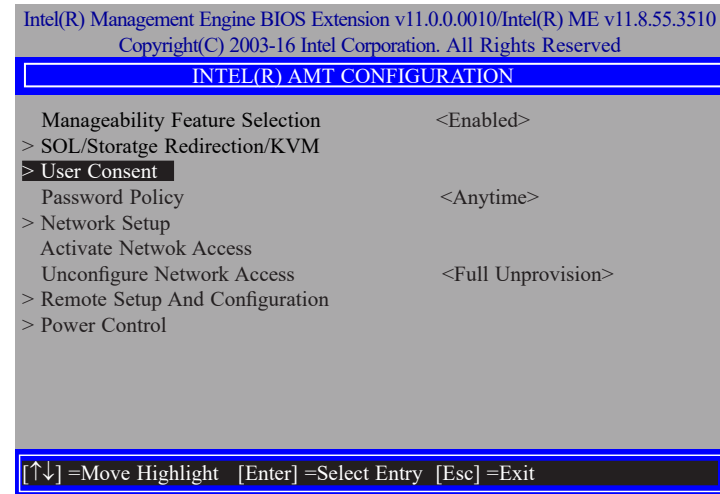 Intel(R) Management Engine BIOS Extension v11.0.0.0010/Intel(R) ME v11.8.55.3510
Copyright(C) 2003-16 Intel Corporation. All Rights Reserved
INTEL(R) AMT CONFIGURATION
Manageability Feature Selection <Enabled>
> SOL/Storatge Redirection/KVM
> User Consent
Password Policy <Anytime>
> Network Setup
Activate Netwok Access
Unconfigure Network Access <Full Unprovision>
> Remote Setup And Configuration
> Power Control
[↑↓] =Move Highlight [Enter] =Select Entry [Esc] =Exit